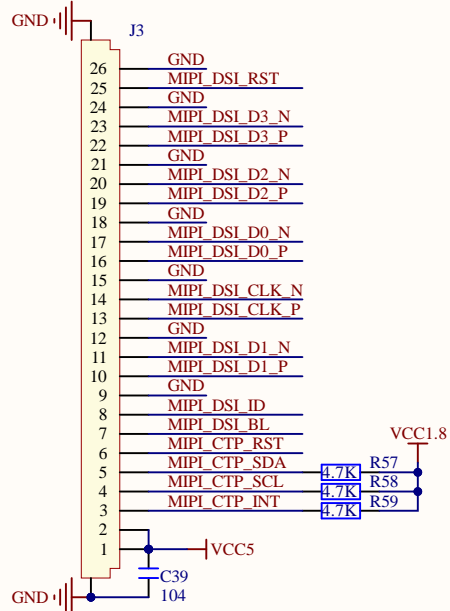 GND
J3
26 GND
25 MIPI_DSI_RST
24 GND
23 MIPI_DSI_D3_N
22 MIPI_DSI_D3_P
21 GND
20 MIPI_DSI_D2_N
19 MIPI_DSI_D2_P
18 GND
17 MIPI_DSI_D0_N
16 MIPI_DSI_D0_P
15 GND
14 MIPI_DSI_CLK_N
13 MIPI_DSI_CLK_P
12 GND
11 MIPI_DSI_D1_N
10 MIPI_DSI_D1_P
9 GND
8 MIPI_DSI_ID
7 MIPI_DSI_BL
VCC1.8
6 MIPI_CTP_RST
5 MIPI_CTP_SDA 4.7K R57
4 MIPI_CTP_SCL 4.7K R58
3 MIPI_CTP_INT 4.7K R59
2
1 VCC5
C39
GND 104